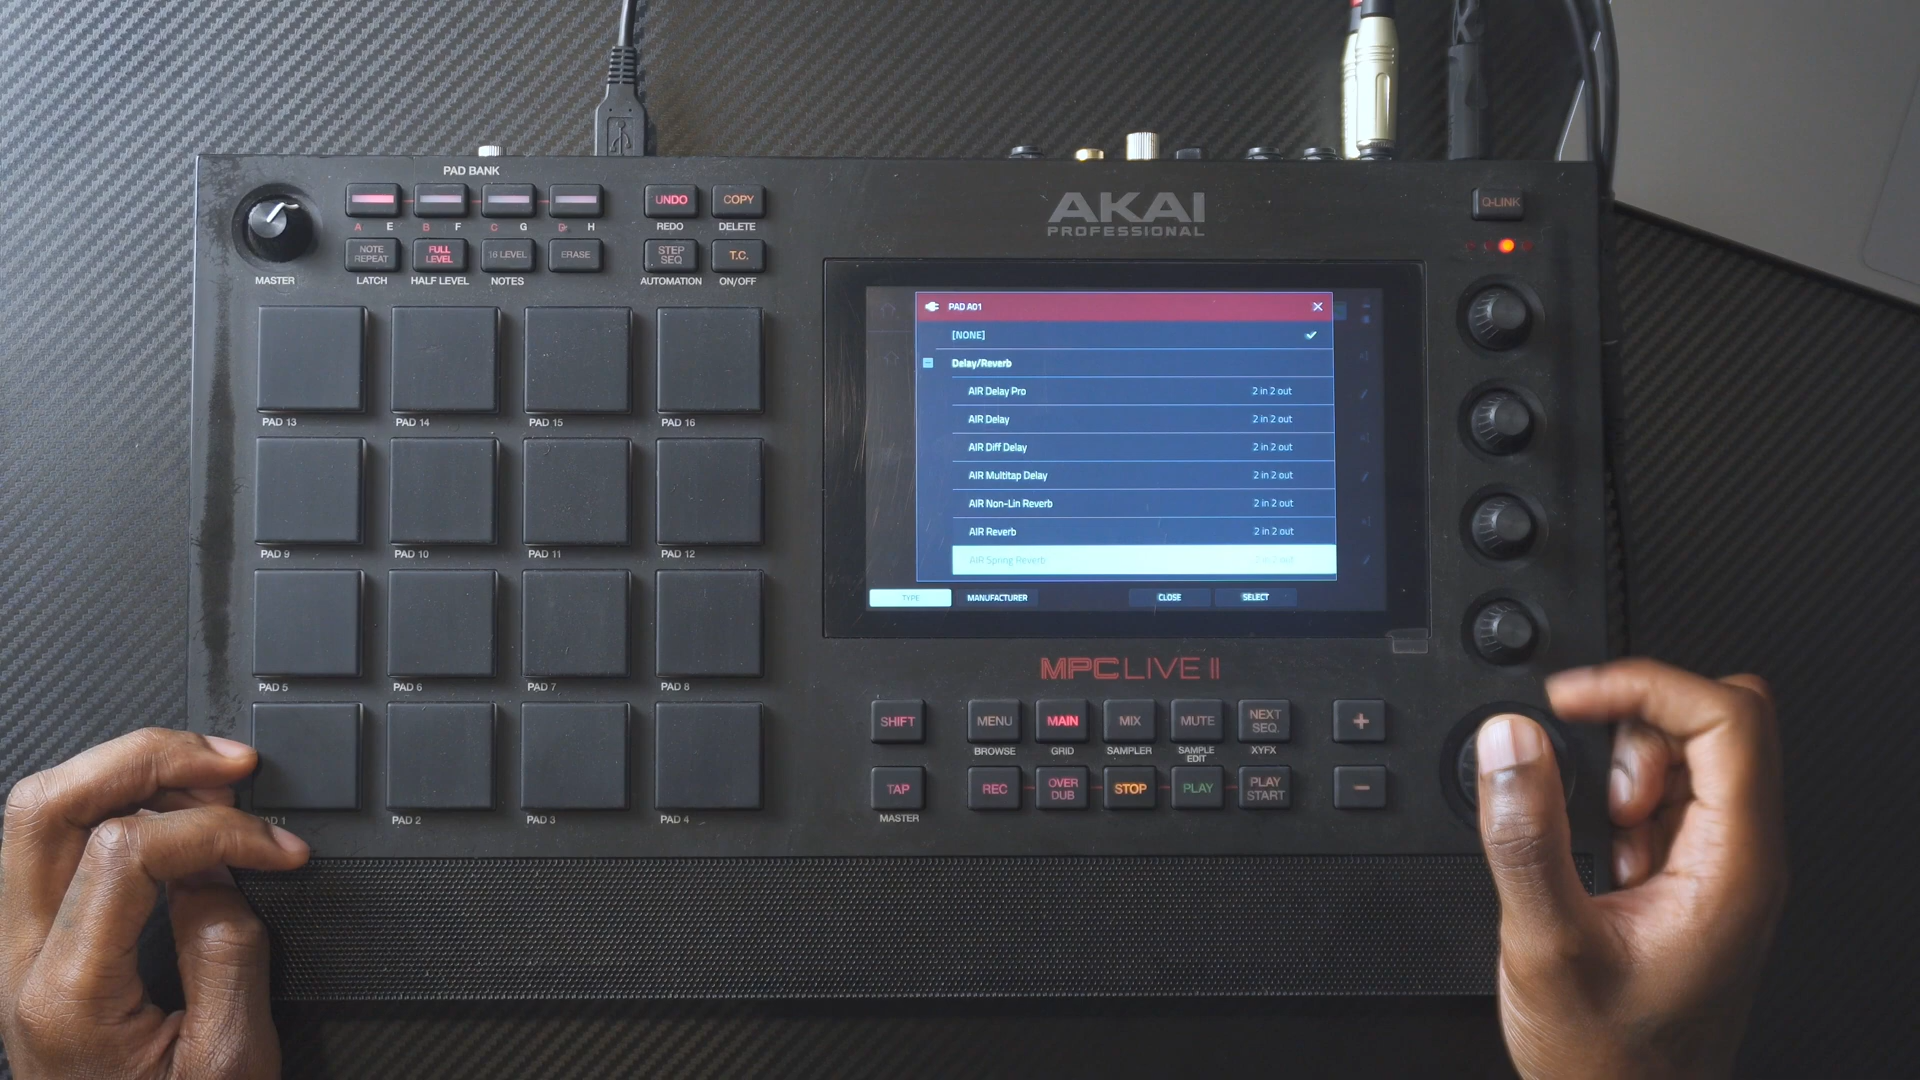 PAD BANK
A E B F C G D H
UNDO COPY
REDO DELETE
NOTE REPEAT
FULL LEVEL
16 LEVEL
ERASE
STEP SEQ
T.C.
MASTER
LATCH HALF LEVEL NOTES
AUTOMATION ON/OFF
PAD 13 PAD 14 PAD 15 PAD 16
PAD 9 PAD 10 PAD 11 PAD 12
PAD 5 PAD 6 PAD 7 PAD 8
PAD 1 PAD 2 PAD 3 PAD 4
AKAI
PROFESSIONAL
Q-LINK
PAD A01
[NONE]
Delay/Reverb
AIR Delay Pro 2 in 2 out
AIR Delay 2 in 2 out
AIR Diff Delay 2 in 2 out
AIR Multitap Delay 2 in 2 out
AIR Non-Lin Reverb 2 in 2 out
AIR Reverb 2 in 2 out
AIR Spring Reverb 2 in 2 out
TYPE MANUFACTURER CLOSE SELECT
MPC LIVE II
SHIFT MENU MAIN MIX MUTE NEXT SEQ. +
BROWSE GRID SAMPLER SAMPLE EDIT XYFX
TAP REC OVER DUB STOP PLAY PLAY START −
MASTER